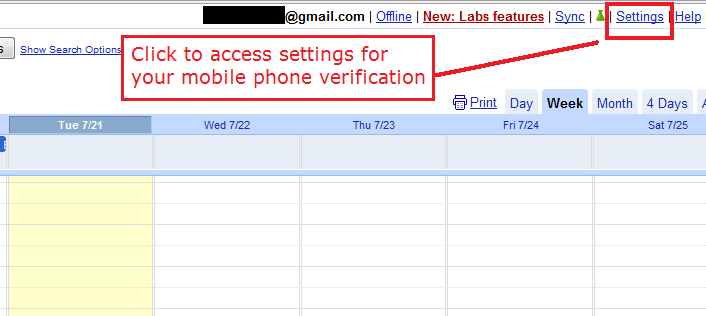 @gmail.com | Offline | New: Labs features | Sync | | Settings | Help
Show Search Options
Click to access settings for
your mobile phone verification
Print Day Week Month 4 Days
Tue 7/21 Wed 7/22 Thu 7/23 Fri 7/24 Sat 7/25